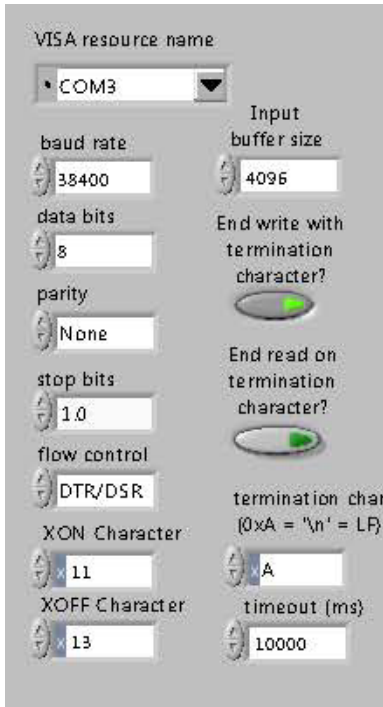 VISA resource name
COM3
baud rate
38400
data bits
8
parity
None
stop bits
1.0
flow control
DTR/DSR
XON Character
x 11
XOFF Character
x 13
Input
buffer size
4096
End write with
termination
character?
End read on
termination
character?
termination char
(0xA = '\n' = LF)
x A
timeout (ms)
10000